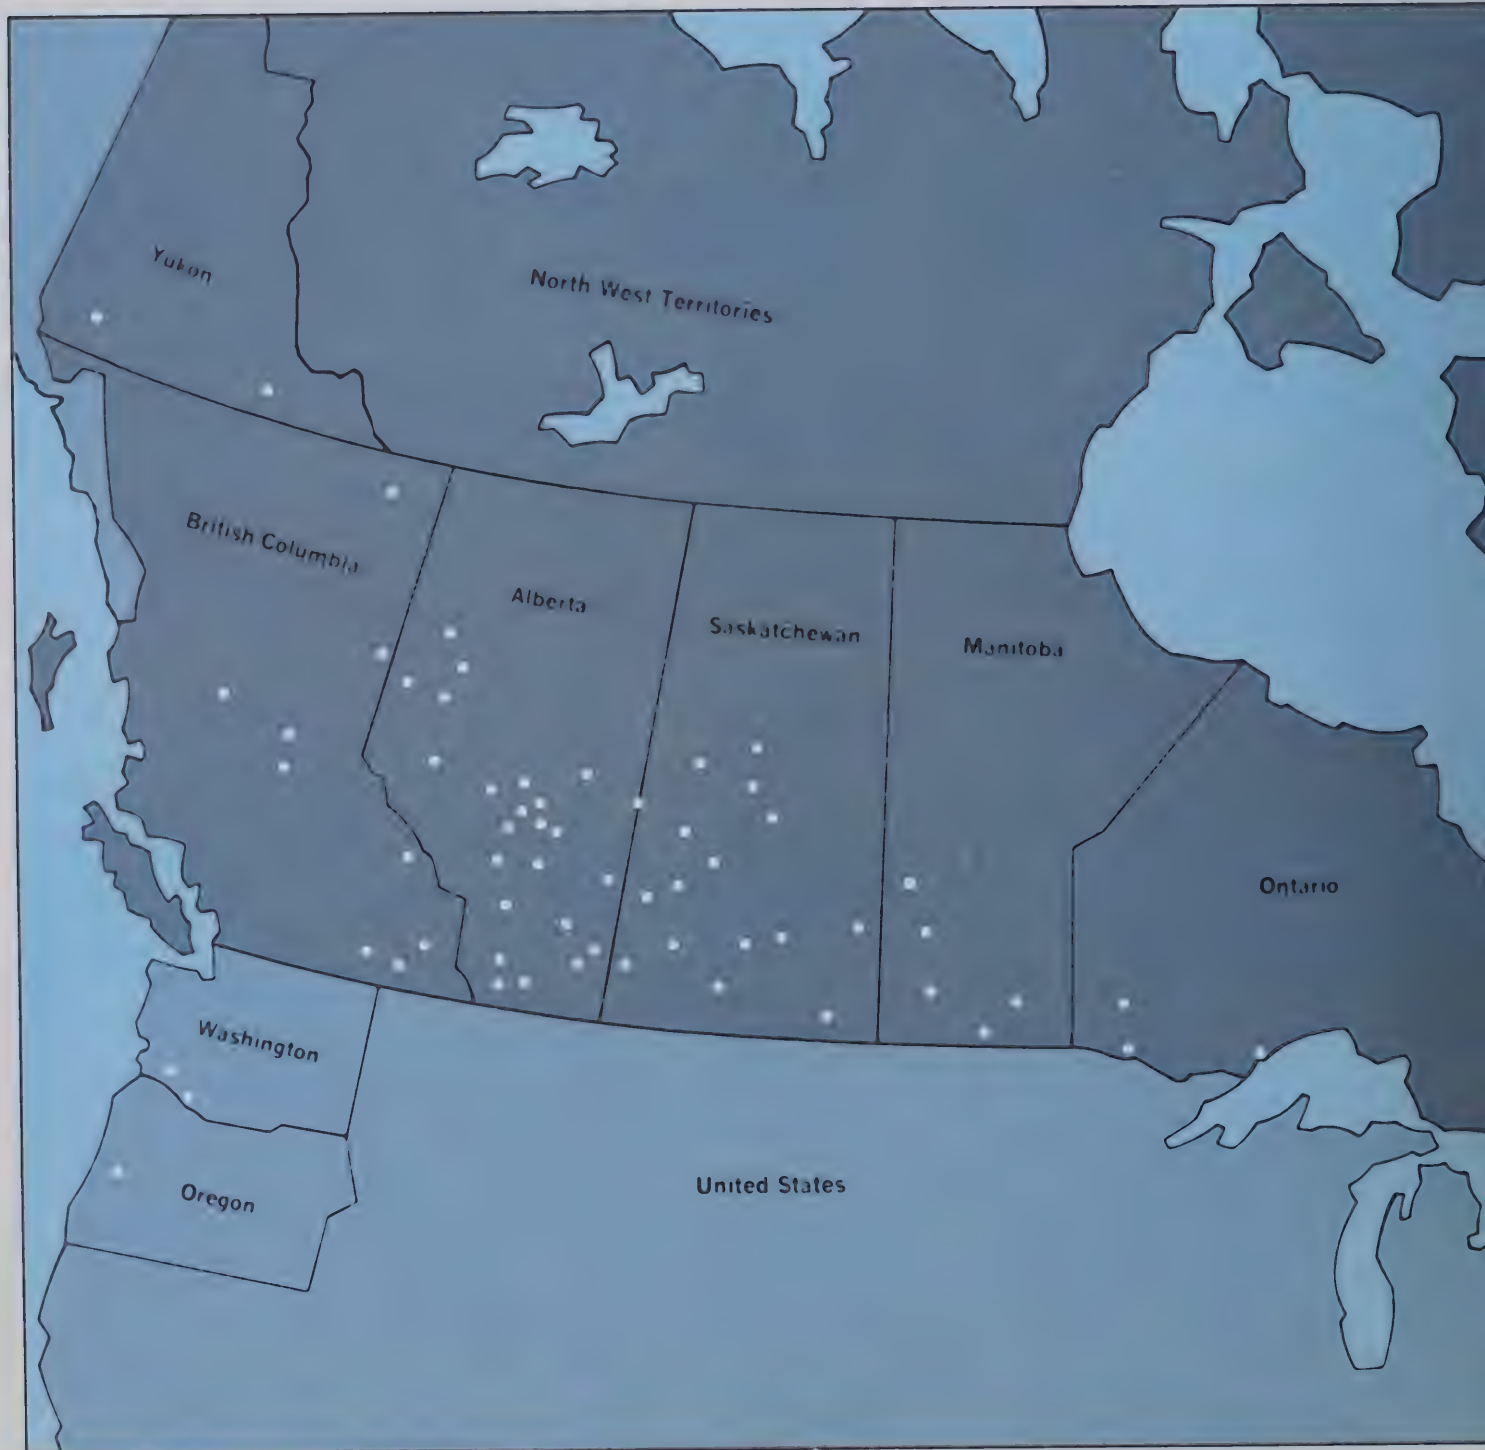 Yukon
North West Territories
British Columbia
Alberta
Saskatchewan
Manitoba
Ontario
Washington
Oregon
United States